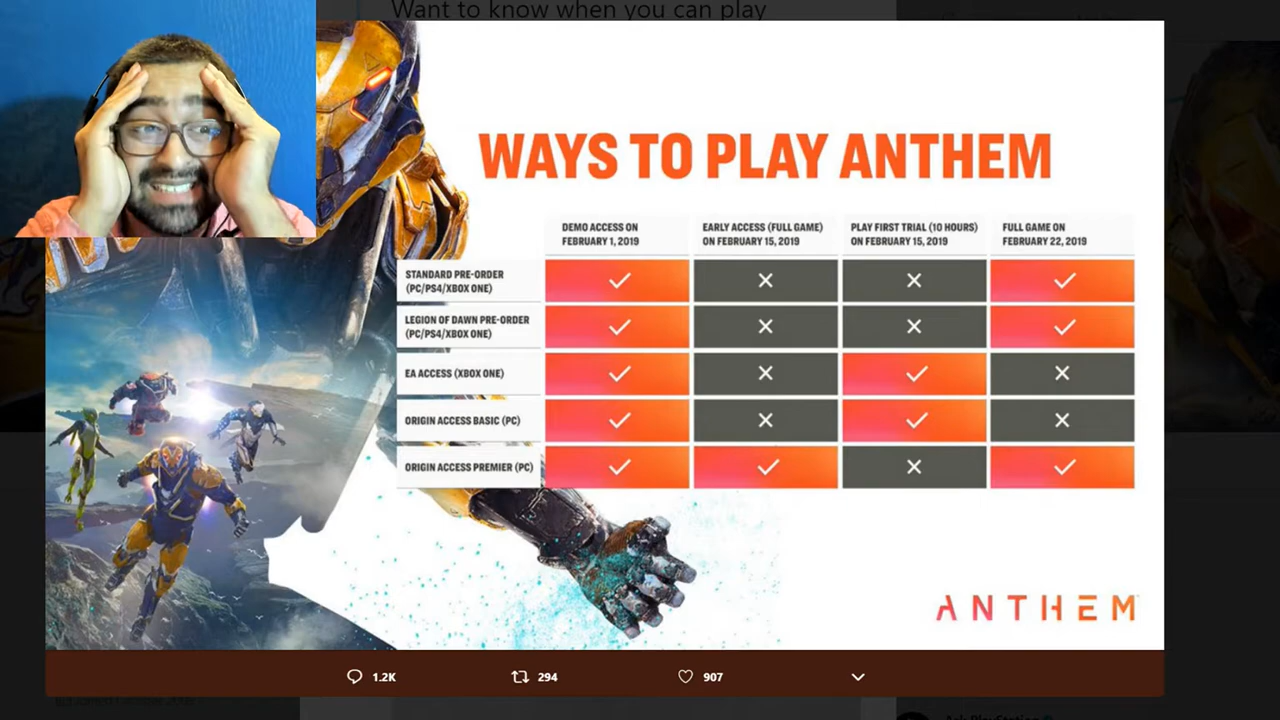 Want to know when you can play
WAYS TO PLAY ANTHEM
DEMO ACCESS ON
FEBRUARY 1, 2019
EARLY ACCESS (FULL GAME)
ON FEBRUARY 15, 2019
PLAY FIRST TRIAL (10 HOURS)
ON FEBRUARY 15, 2019
FULL GAME ON
FEBRUARY 22, 2019
STANDARD PRE-ORDER
(PC/PS4/XBOX ONE)
LEGION OF DAWN PRE-ORDER
(PC/PS4/XBOX ONE)
EA ACCESS (XBOX ONE)
ORIGIN ACCESS BASIC (PC)
ORIGIN ACCESS PREMIER (PC)
ANTHEM
1.2K 294 907
Ask PlayStation